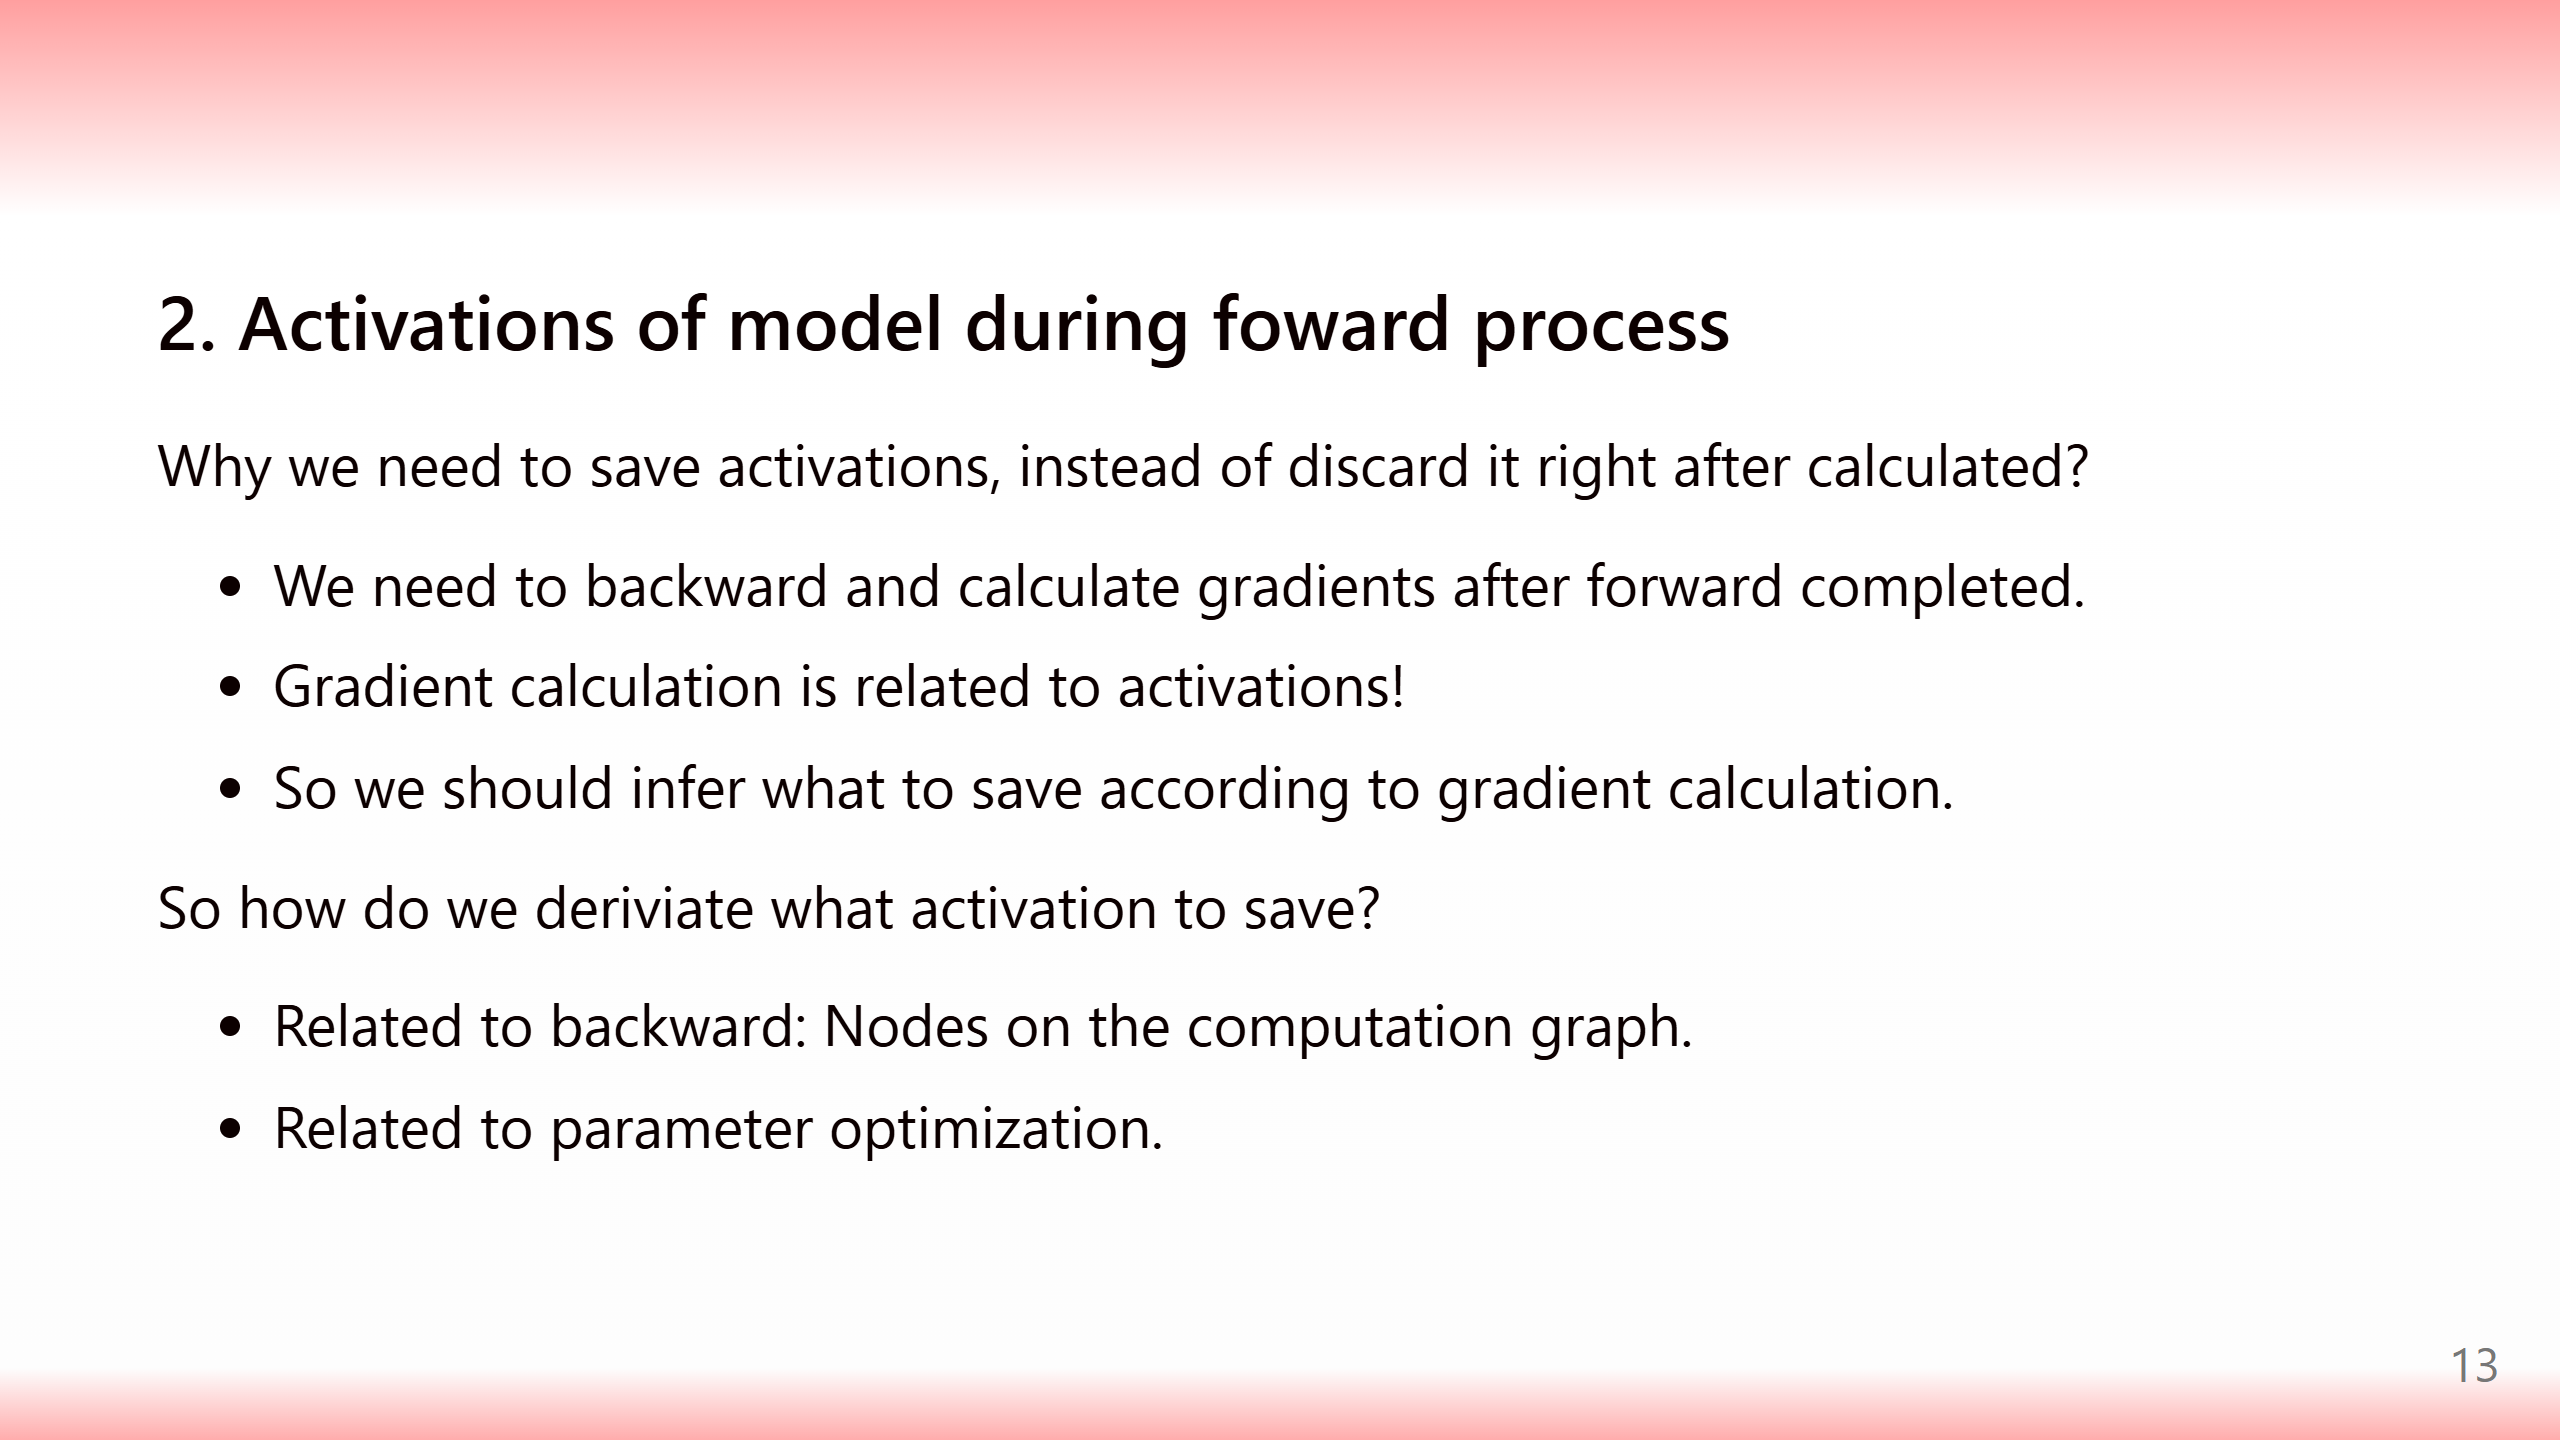 2. Activations of model during foward process
Why we need to save activations, instead of discard it right after calculated?
• We need to backward and calculate gradients after forward completed.
• Gradient calculation is related to activations!
• So we should infer what to save according to gradient calculation.
So how do we deriviate what activation to save?
• Related to backward: Nodes on the computation graph.
• Related to parameter optimization.
13